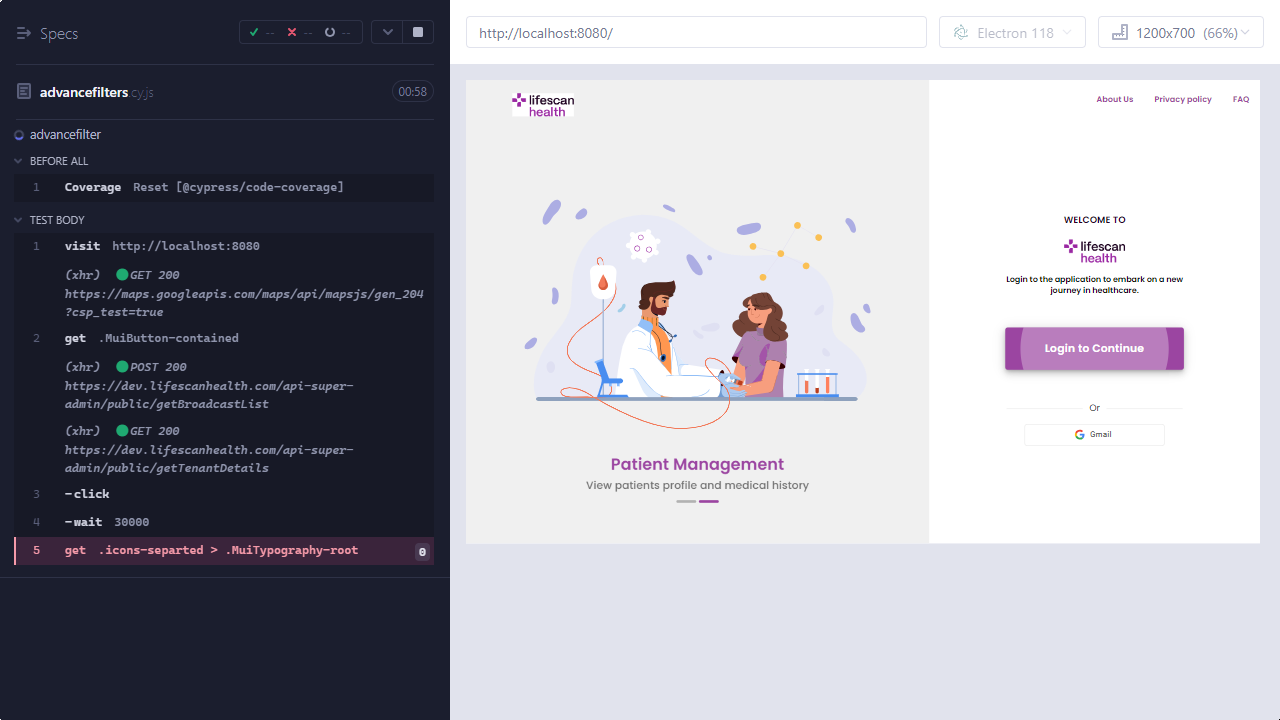 Specs
--
--
--
advancefilters.cy.js
00:58
advancefilter
BEFORE ALL
1 Coverage Reset [@cypress/code-coverage]
TEST BODY
1 visit http://localhost:8080
(xhr) GET 200
https://maps.googleapis.com/maps/api/mapsjs/gen_204
?csp_test=true
2 get .MuiButton-contained
(xhr) POST 200
https://dev.lifescanhealth.com/api-super-
admin/public/getBroadcastList
(xhr) GET 200
https://dev.lifescanhealth.com/api-super-
admin/public/getTenantDetails
3 -click
4 -wait 30000
5 get .icons-separted > .MuiTypography-root 0
http://localhost:8080/
Electron 118
1200x700 (66%)
lifescan
health
Patient Management
View patients profile and medical history
About Us Privacy policy FAQ
WELCOME TO
lifescan
health
Login to the application to embark on a new
journey in healthcare.
Login to Continue
Or
Gmail